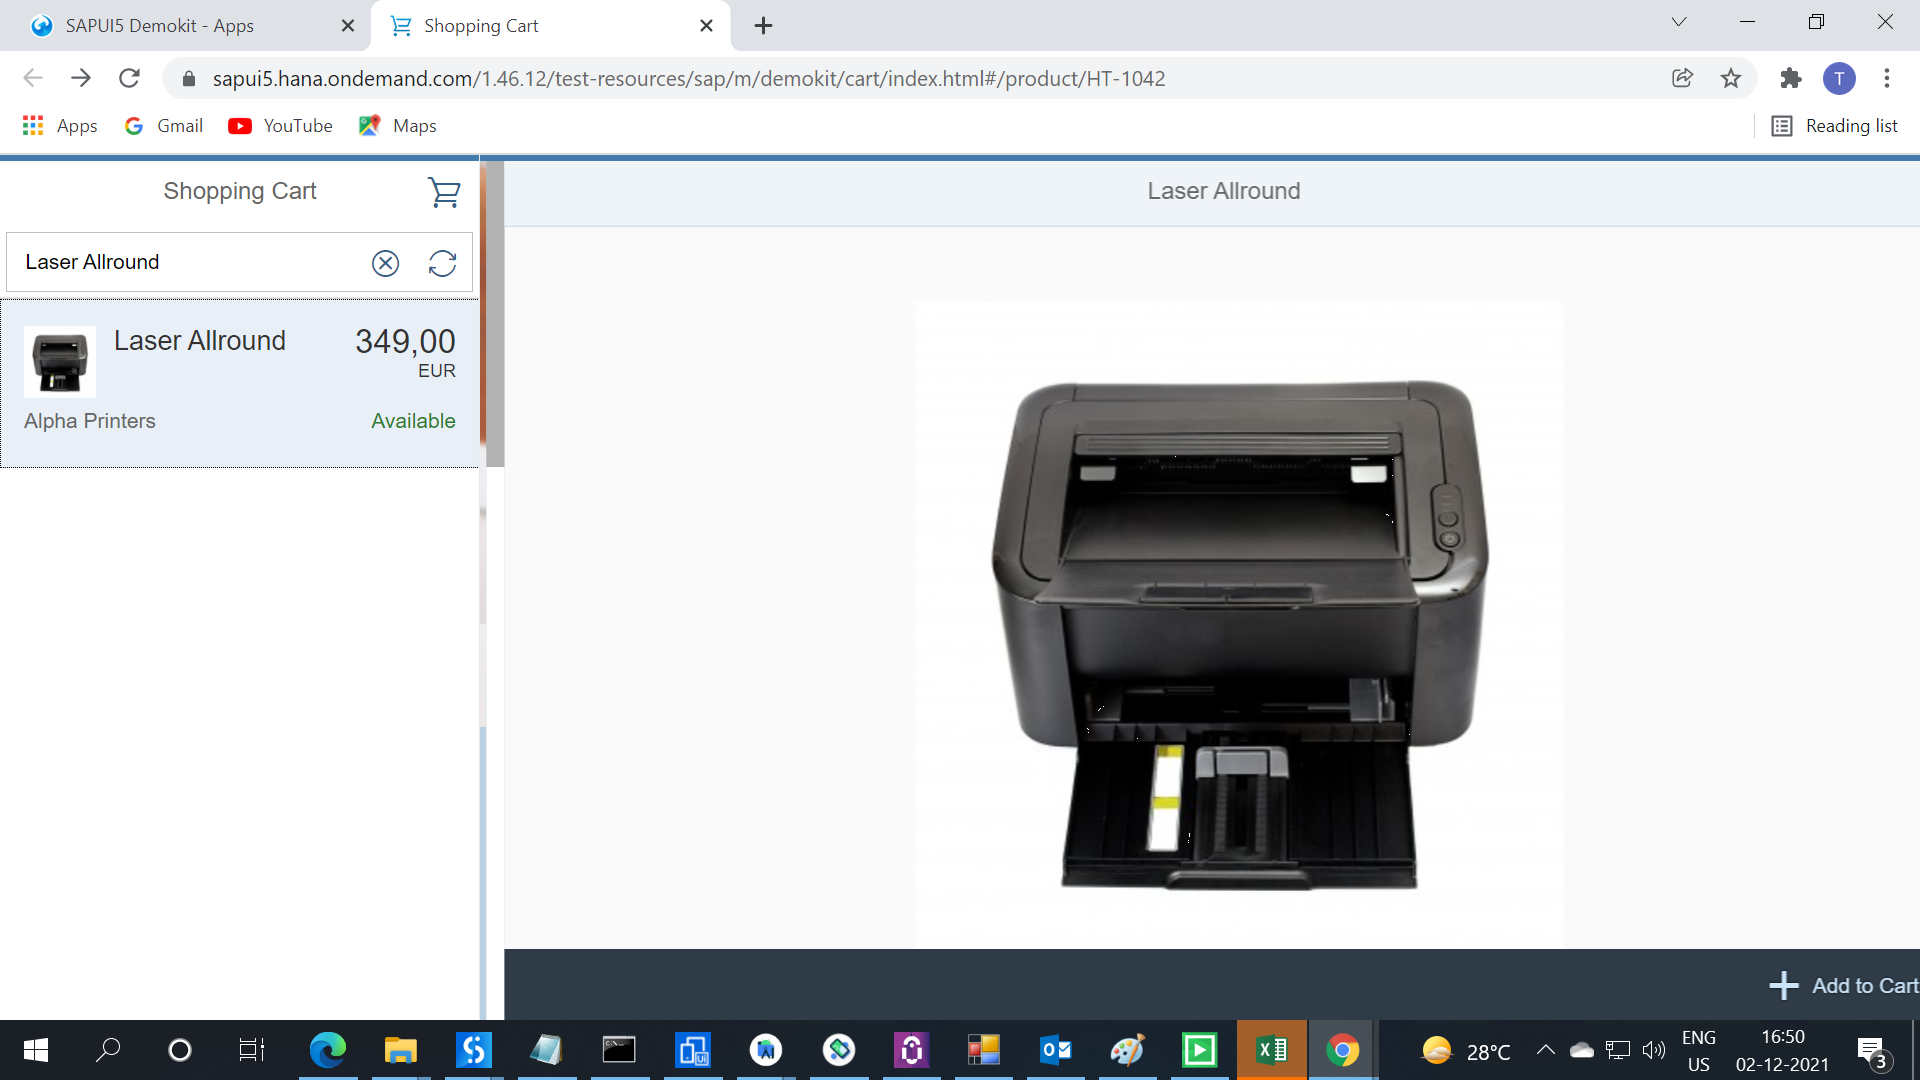 SAPUI5 Demokit - Apps
Shopping Cart
sapui5.hana.ondemand.com/1.46.12/test-resources/sap/m/demokit/cart/index.html#/product/HT-1042
T
Apps
Gmail
YouTube
Maps
Reading list
Shopping Cart
Laser Allround
Laser Allround
Laser Allround
349,00
EUR
Alpha Printers
Available
Add to Cart
28°C
ENG
US
16:50
02-12-2021
3